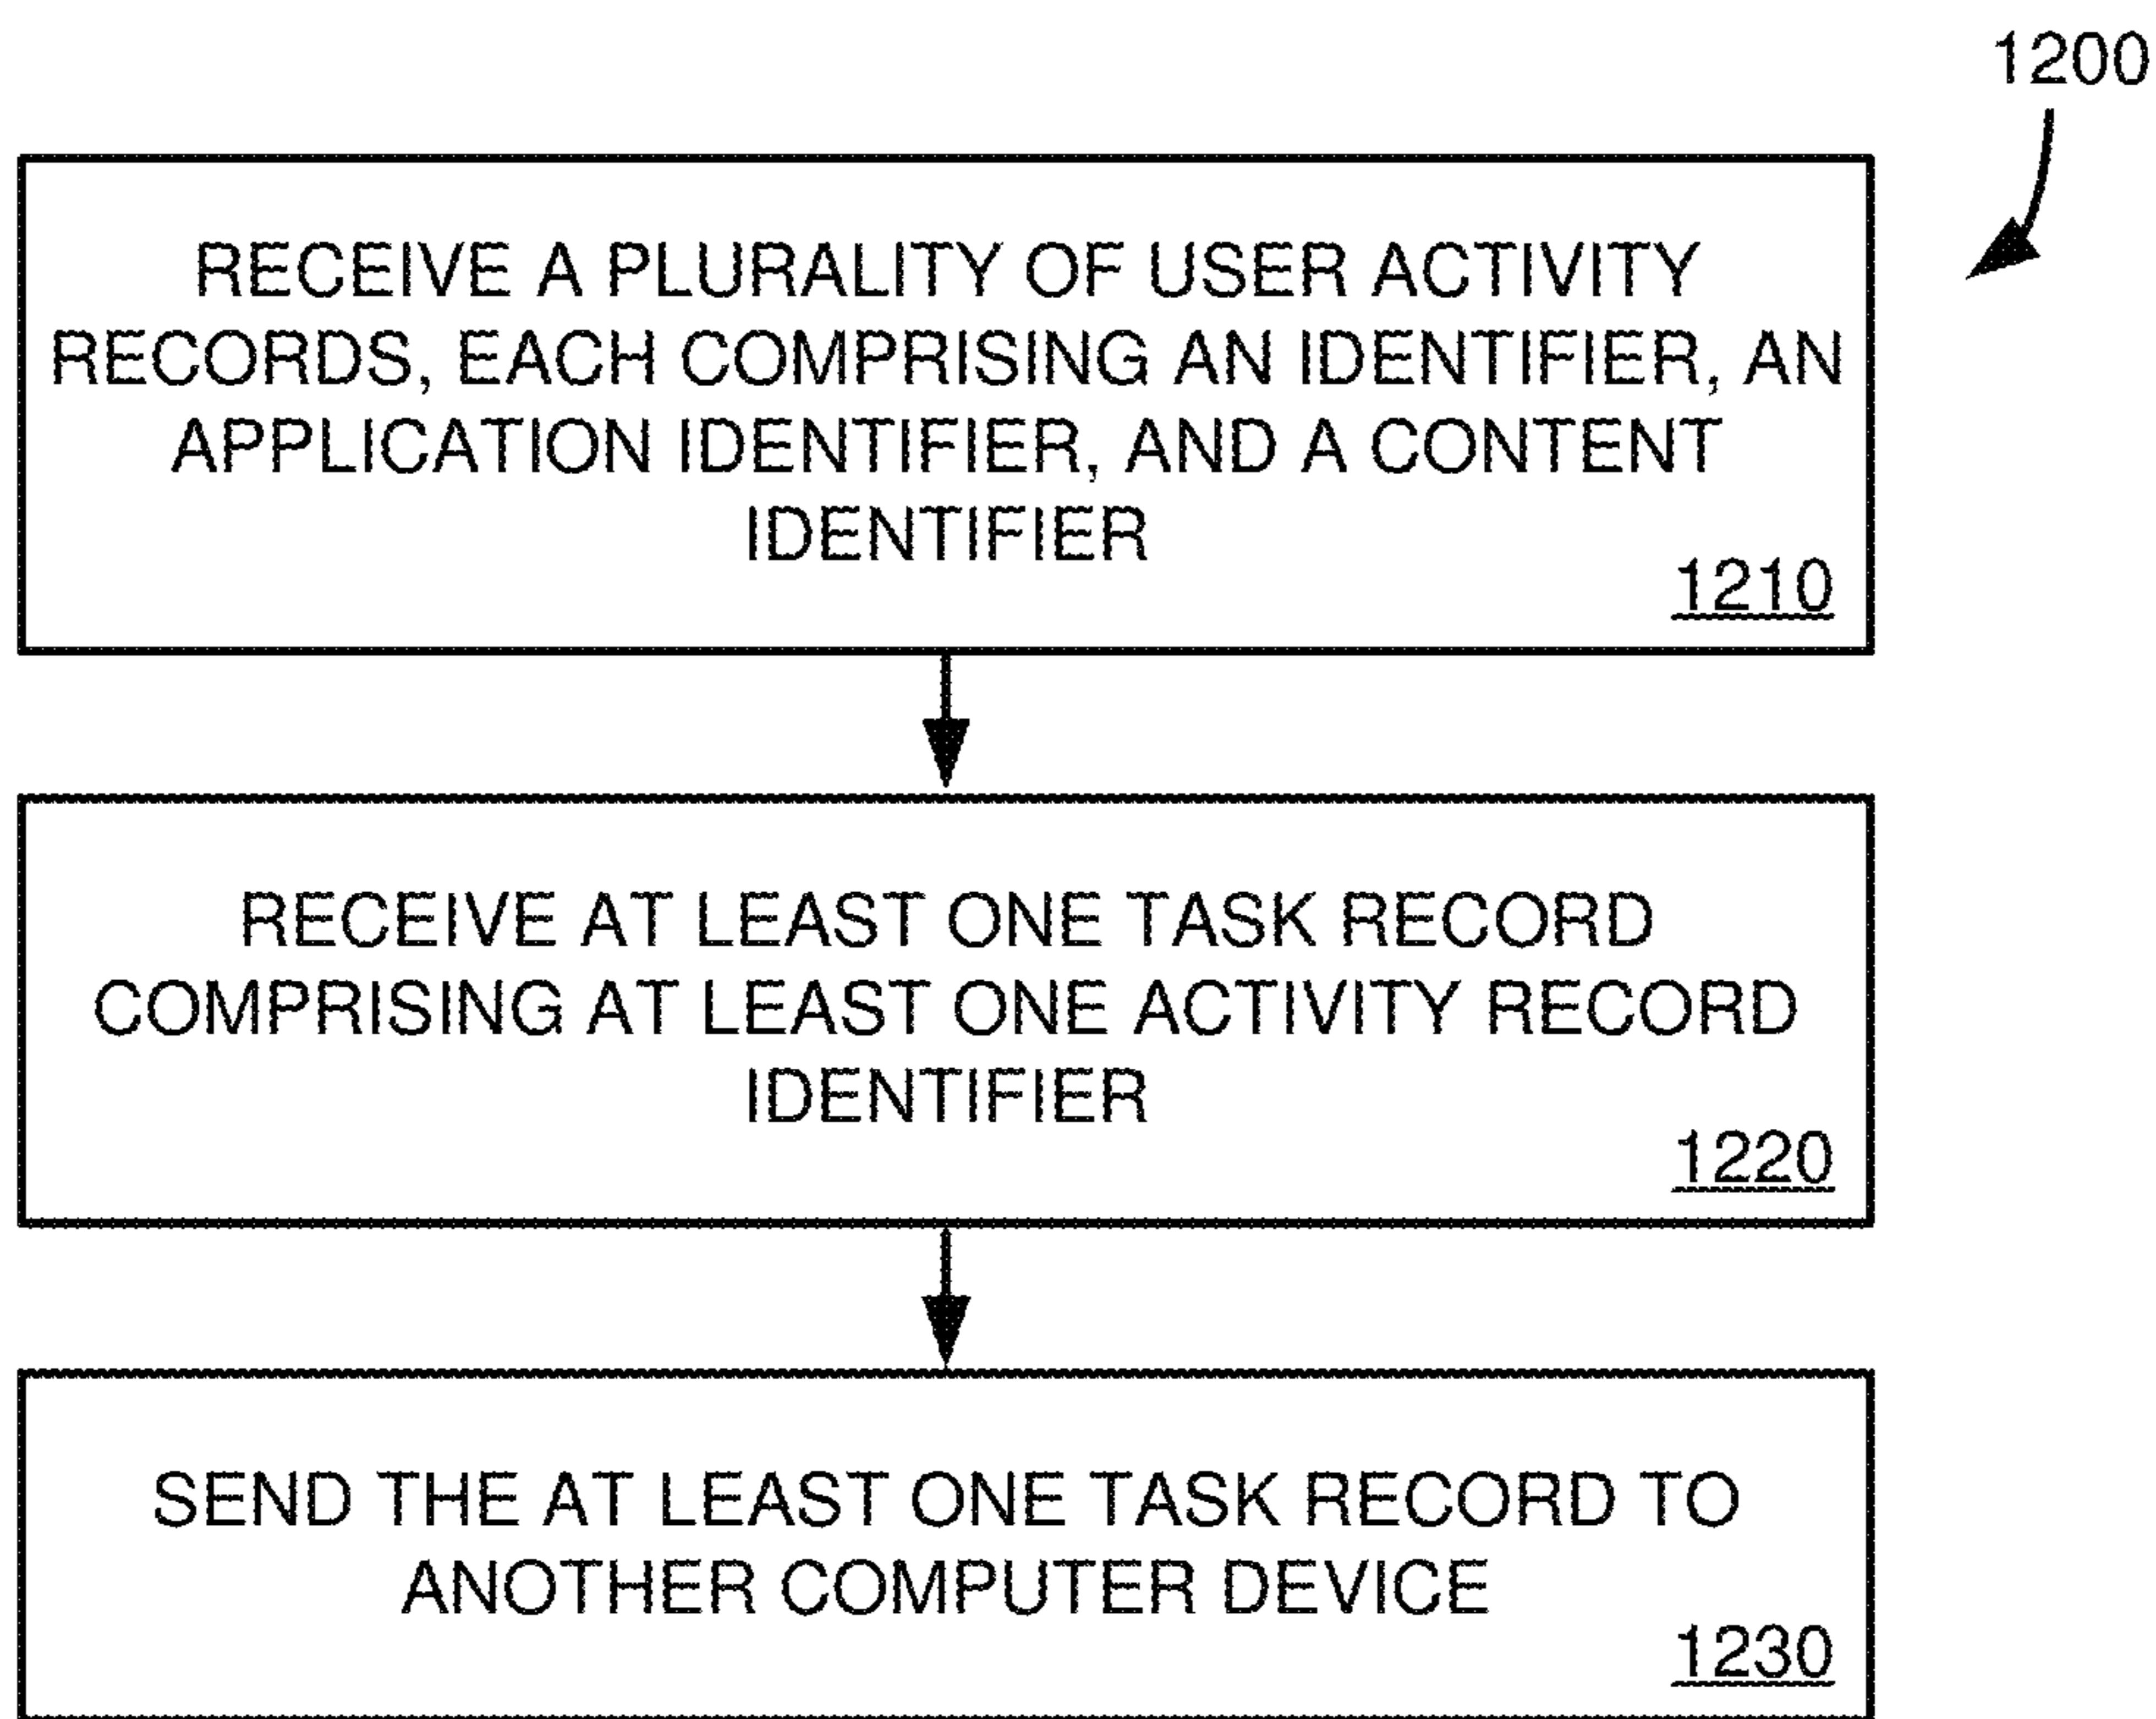 1200
RECEIVE A PLURALITY OF USER ACTIVITY
RECORDS, EACH COMPRISING AN IDENTIFIER, AN
APPLICATION IDENTIFIER, AND A CONTENT
IDENTIFIER
1210
RECEIVE AT LEAST ONE TASK RECORD
COMPRISING AT LEAST ONE ACTIVITY RECORD
IDENTIFIER
1220
SEND THE AT LEAST ONE TASK RECORD TO
ANOTHER COMPUTER DEVICE
1230